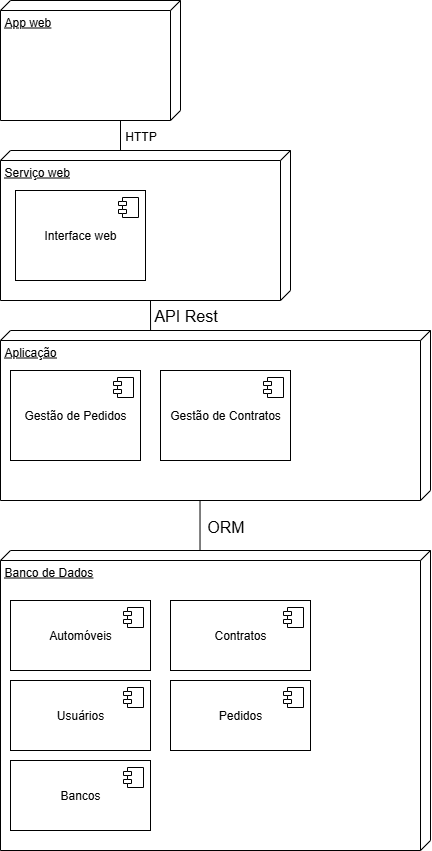 App web
HTTP
Serviço web
Interface web
API Rest
Aplicação
Gestão de Pedidos
Gestão de Contratos
ORM
Banco de Dados
Automóveis
Contratos
Usuários
Pedidos
Bancos